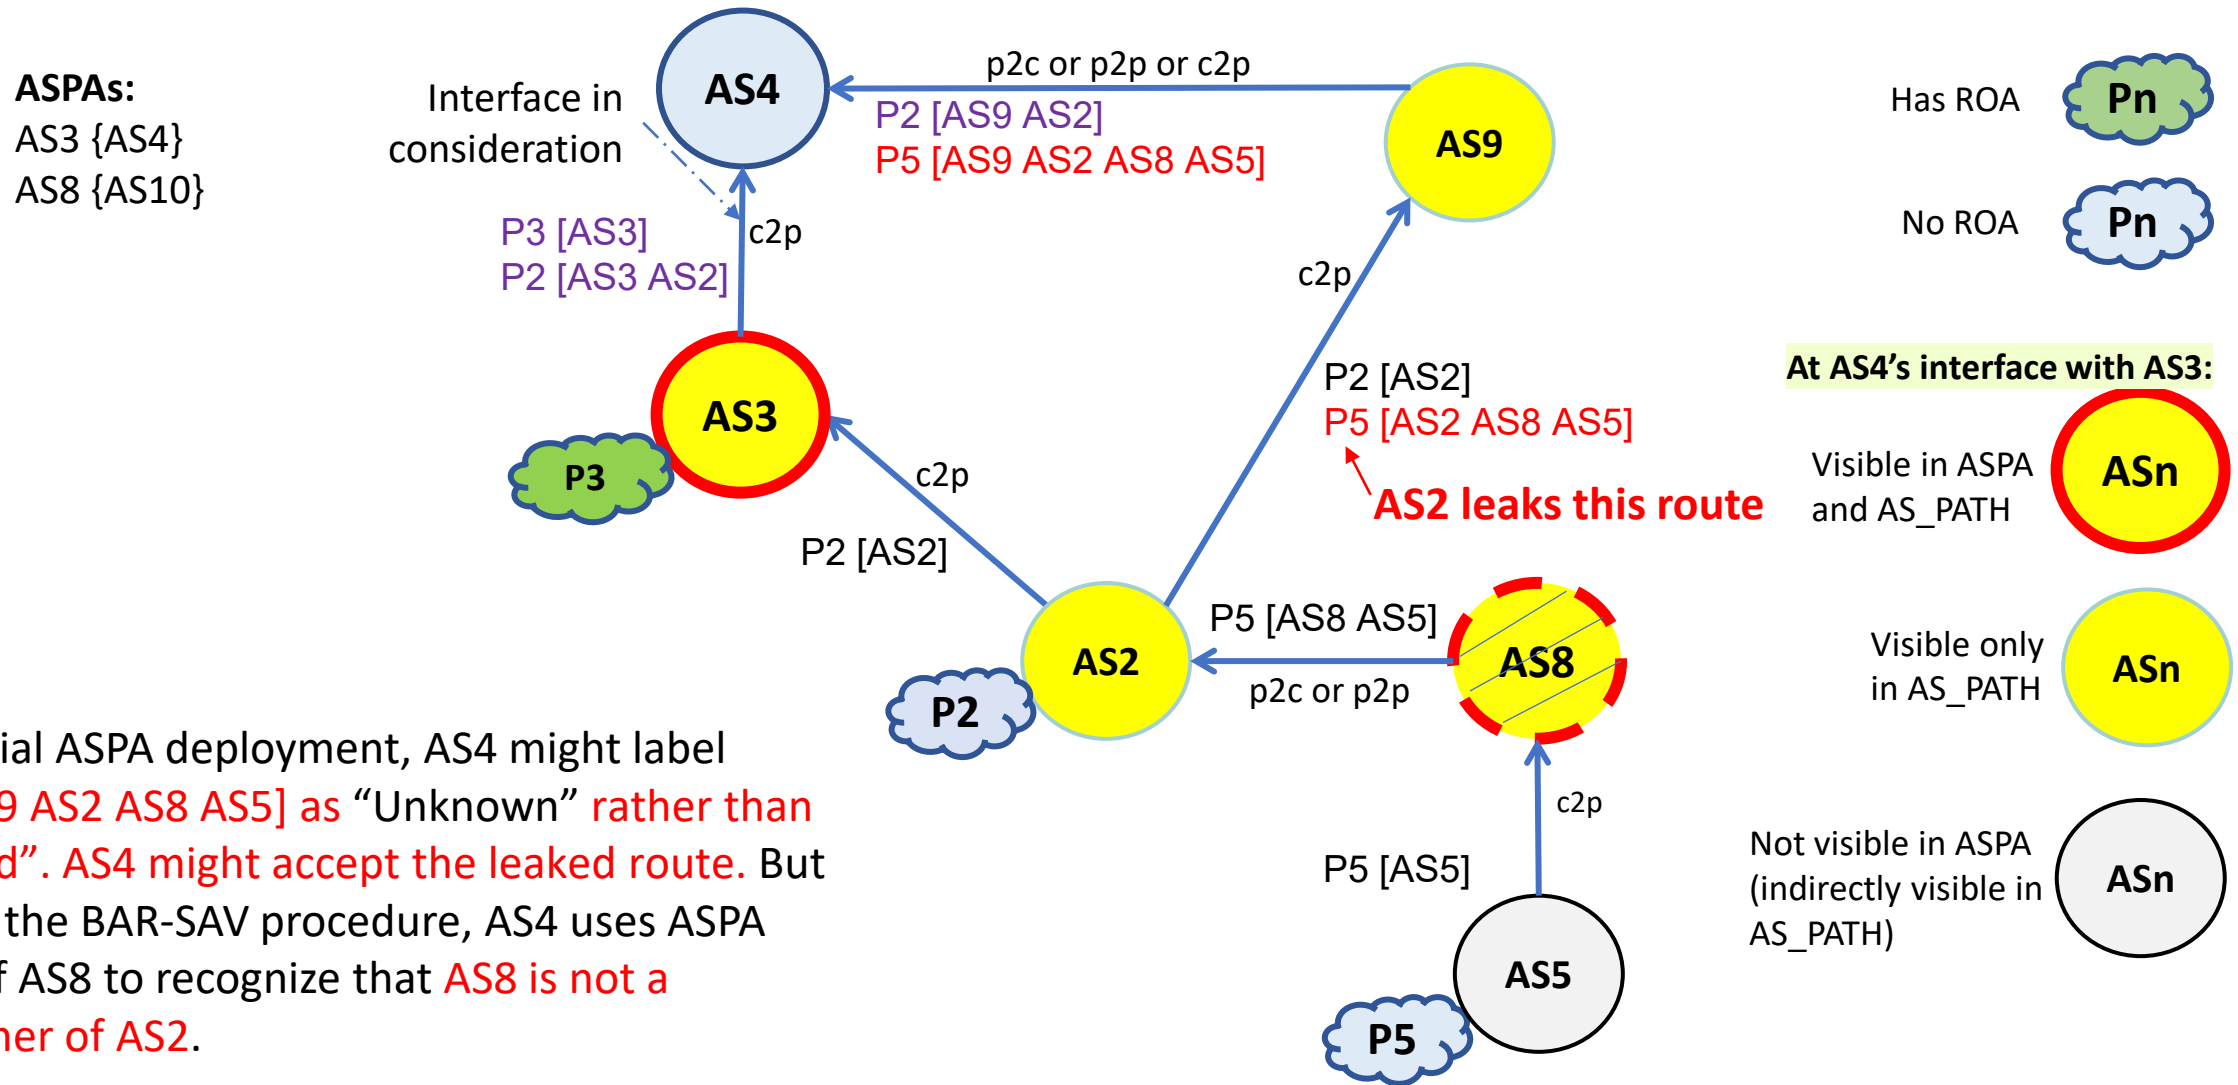 ASPAs:
AS3 {AS4}
AS8 {AS10}
Interface in
consideration
AS4
p2c or p2p or c2p
P2 [AS9 AS2]
P5 [AS9 AS2 AS8 AS5]
AS9
Has ROA
Pn
No ROA
Pn
P3 [AS3]
P2 [AS3 AS2]
c2p
c2p
AS3
P3
c2p
P2 [AS2]
P2 [AS2]
P5 [AS2 AS8 AS5]
AS2 leaks this route
At AS4’s interface with AS3:
Visible in ASPA
and AS_PATH
ASn
Visible only
in AS_PATH
ASn
Not visible in ASPA
(indirectly visible in
AS_PATH)
ASn
AS2
P2
P5 [AS8 AS5]
p2c or p2p
AS8
c2p
P5 [AS5]
AS5
P5
ial ASPA deployment, AS4 might label
9 AS2 AS8 AS5] as “Unknown” rather than
d”. AS4 might accept the leaked route. But
the BAR-SAV procedure, AS4 uses ASPA
f AS8 to recognize that AS8 is not a
ner of AS2.